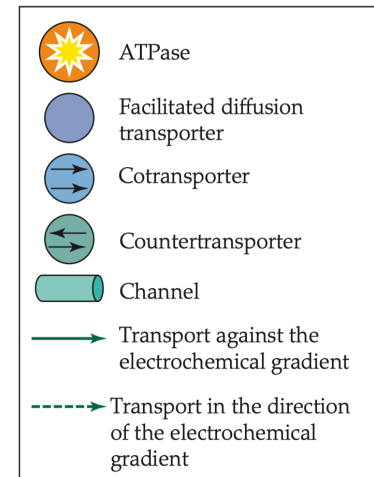 ATPase
Facilitated diffusion
transporter
Cotransporter
Countertransporter
Channel
Transport against the
electrochemical gradient
Transport in the direction
of the electrochemical
gradient